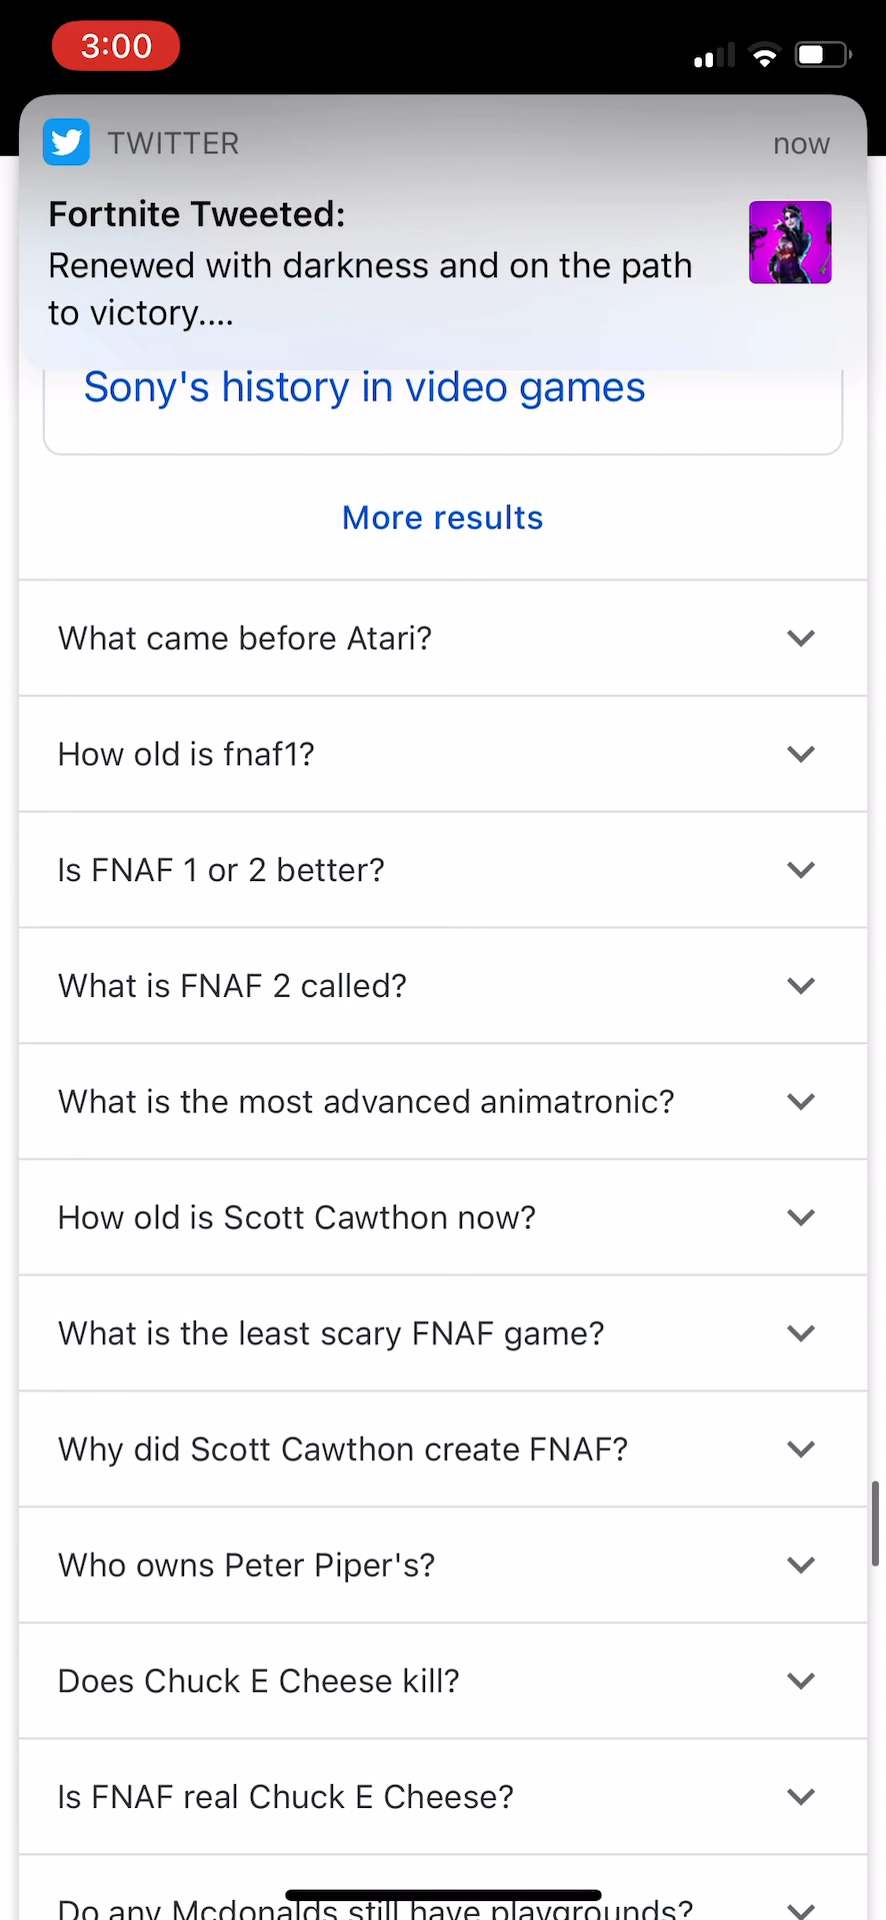 3:00
TWITTER
now
Fortnite Tweeted:
Renewed with darkness and on the path
to victory....
Sony's history in video games
More results
What came before Atari?
How old is fnaf1?
Is FNAF 1 or 2 better?
What is FNAF 2 called?
What is the most advanced animatronic?
How old is Scott Cawthon now?
What is the least scary FNAF game?
Why did Scott Cawthon create FNAF?
Who owns Peter Piper's?
Does Chuck E Cheese kill?
Is FNAF real Chuck E Cheese?
Do any Mcdonalds still have playgrounds?